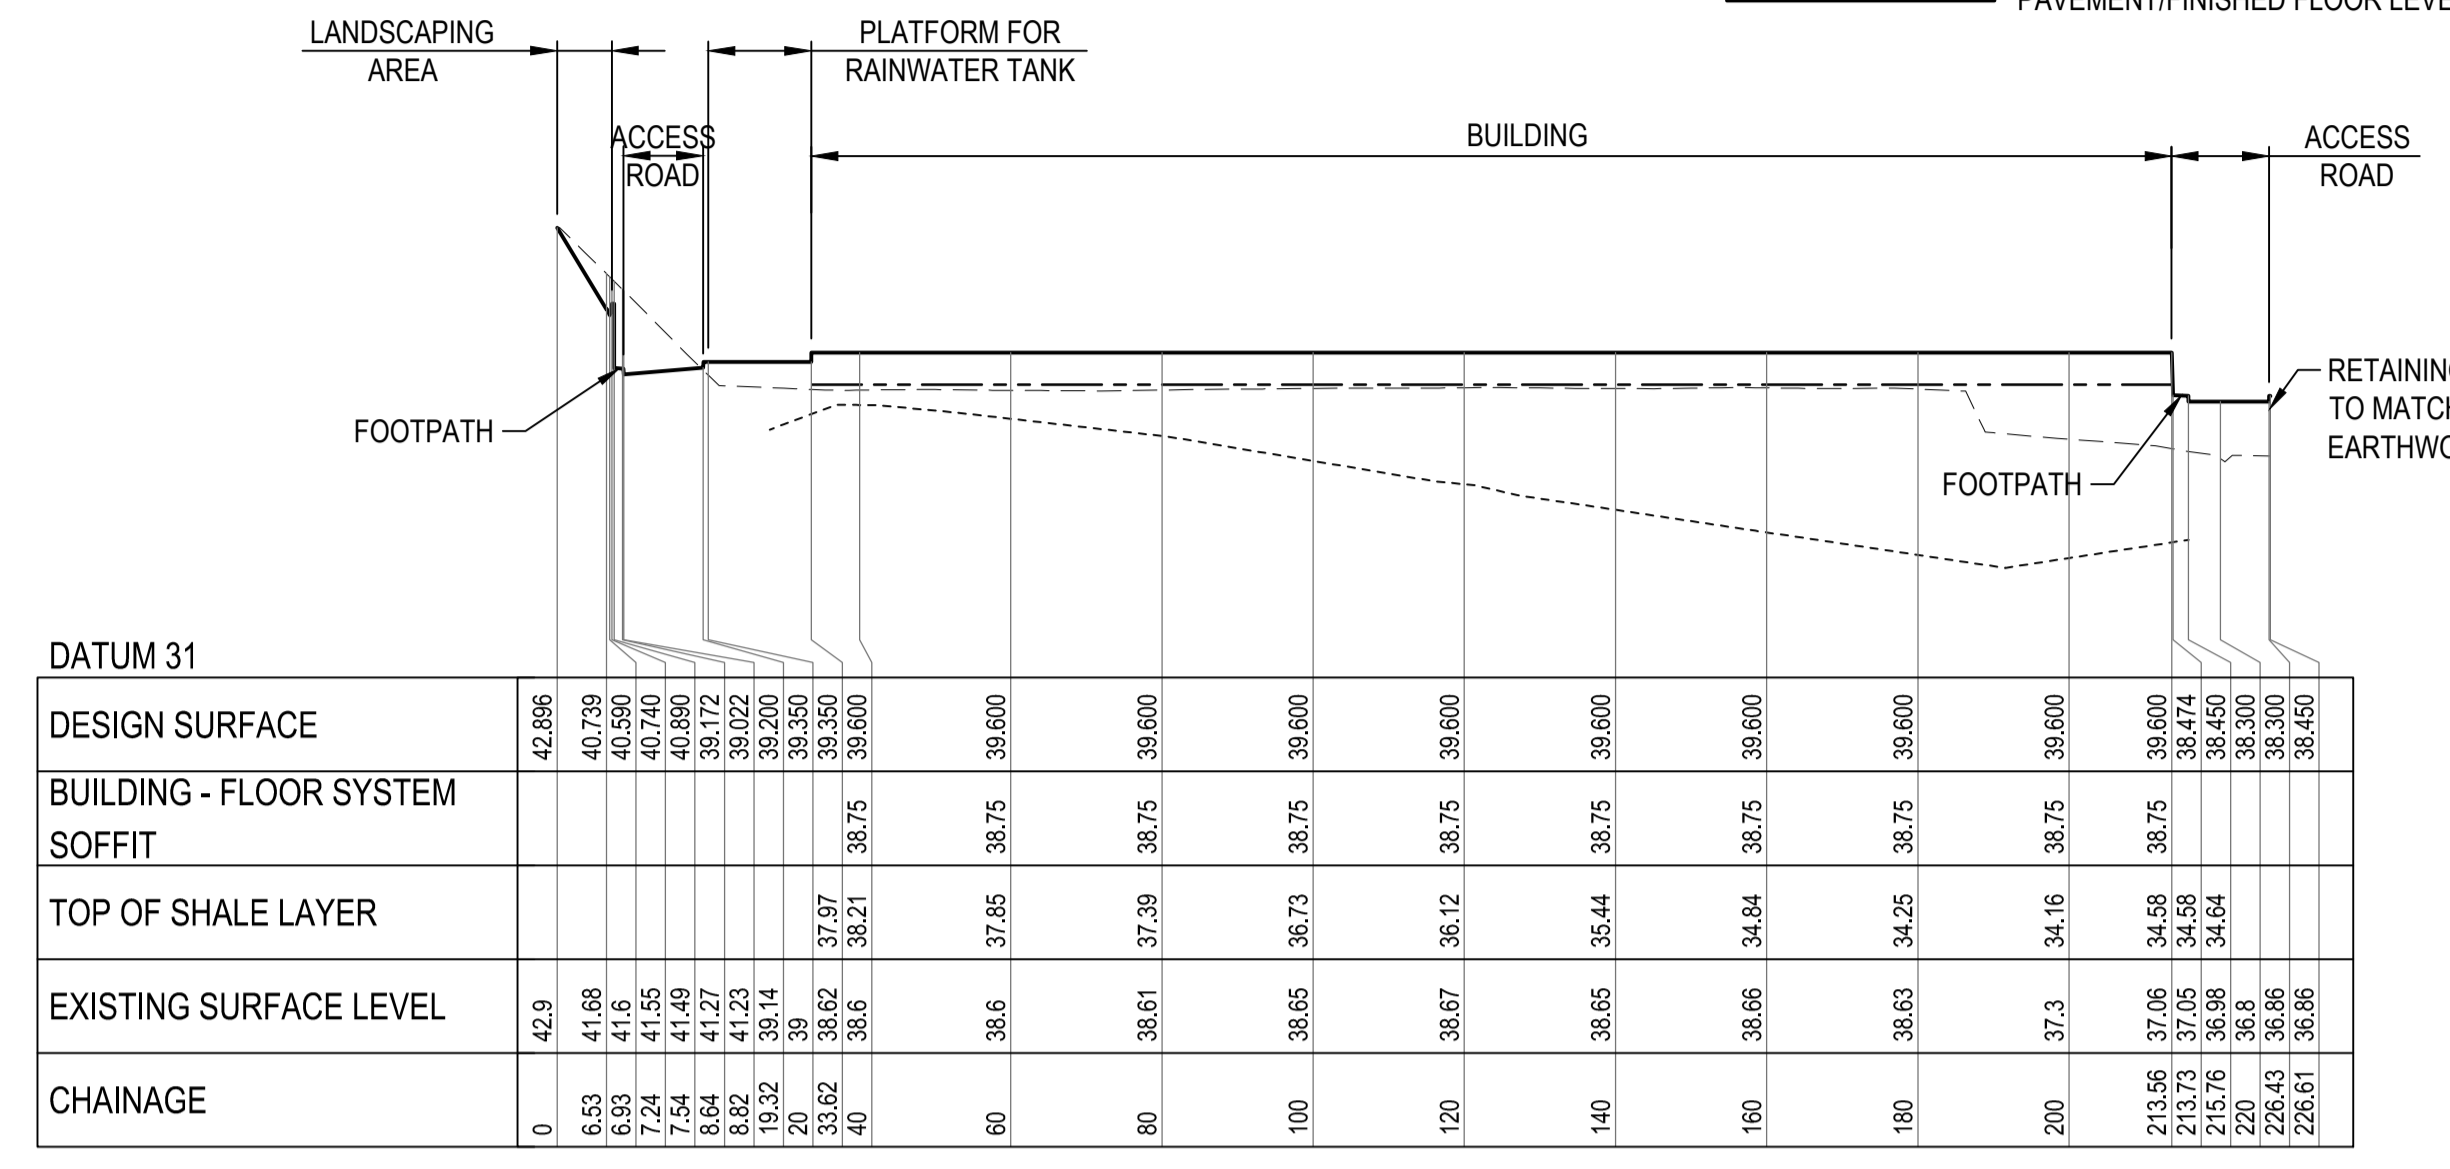 PAVEMENT/FINISHED FLOOR LEVE
LANDSCAPING
AREA
PLATFORM FOR
RAINWATER TANK
ACCESS
ROAD
BUILDING
ACCESS
ROAD
FOOTPATH
RETAINING
TO MATCH
EARTHWO
FOOTPATH
DATUM 31
DESIGN SURFACE 42.896 40.739 40.590 40.740 40.890 39.172 39.022 39.200 39.350 39.350 39.600 39.600 39.600 39.600 39.600 39.600 39.600 39.600 39.600 39.600 38.474 38.450 38.300 38.300 38.450
BUILDING - FLOOR SYSTEM
SOFFIT 38.75 38.75 38.75 38.75 38.75 38.75 38.75 38.75 38.75 38.75
TOP OF SHALE LAYER 37.97 38.21 37.85 37.39 36.73 36.12 35.44 34.84 34.25 34.16 34.58 34.58 34.64
EXISTING SURFACE LEVEL 42.9 41.68 41.6 41.55 41.49 41.27 41.23 39.14 39 38.62 38.6 38.6 38.61 38.65 38.67 38.65 38.66 38.63 37.3 37.06 37.05 36.98 36.8 36.86 36.86
CHAINAGE 0 6.53 6.93 7.24 7.54 8.64 8.82 19.32 20 33.62 40 60 80 100 120 140 160 180 200 213.56 213.73 215.76 220 226.43 226.61